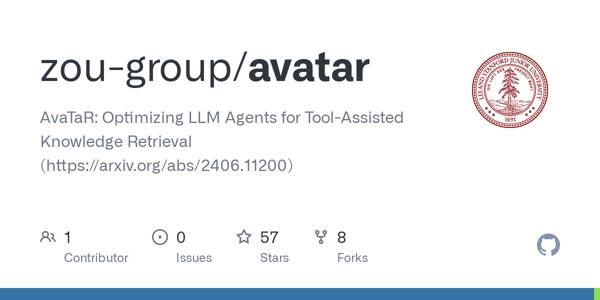 zou-group/avatar
AvaTaR: Optimizing LLM Agents for Tool-Assisted
Knowledge Retrieval
(https://arxiv.org/abs/2406.11200)
LELAND STANFORD JUNIOR UNIVERSITY
1891
1
Contributor
0
Issues
57
Stars
8
Forks